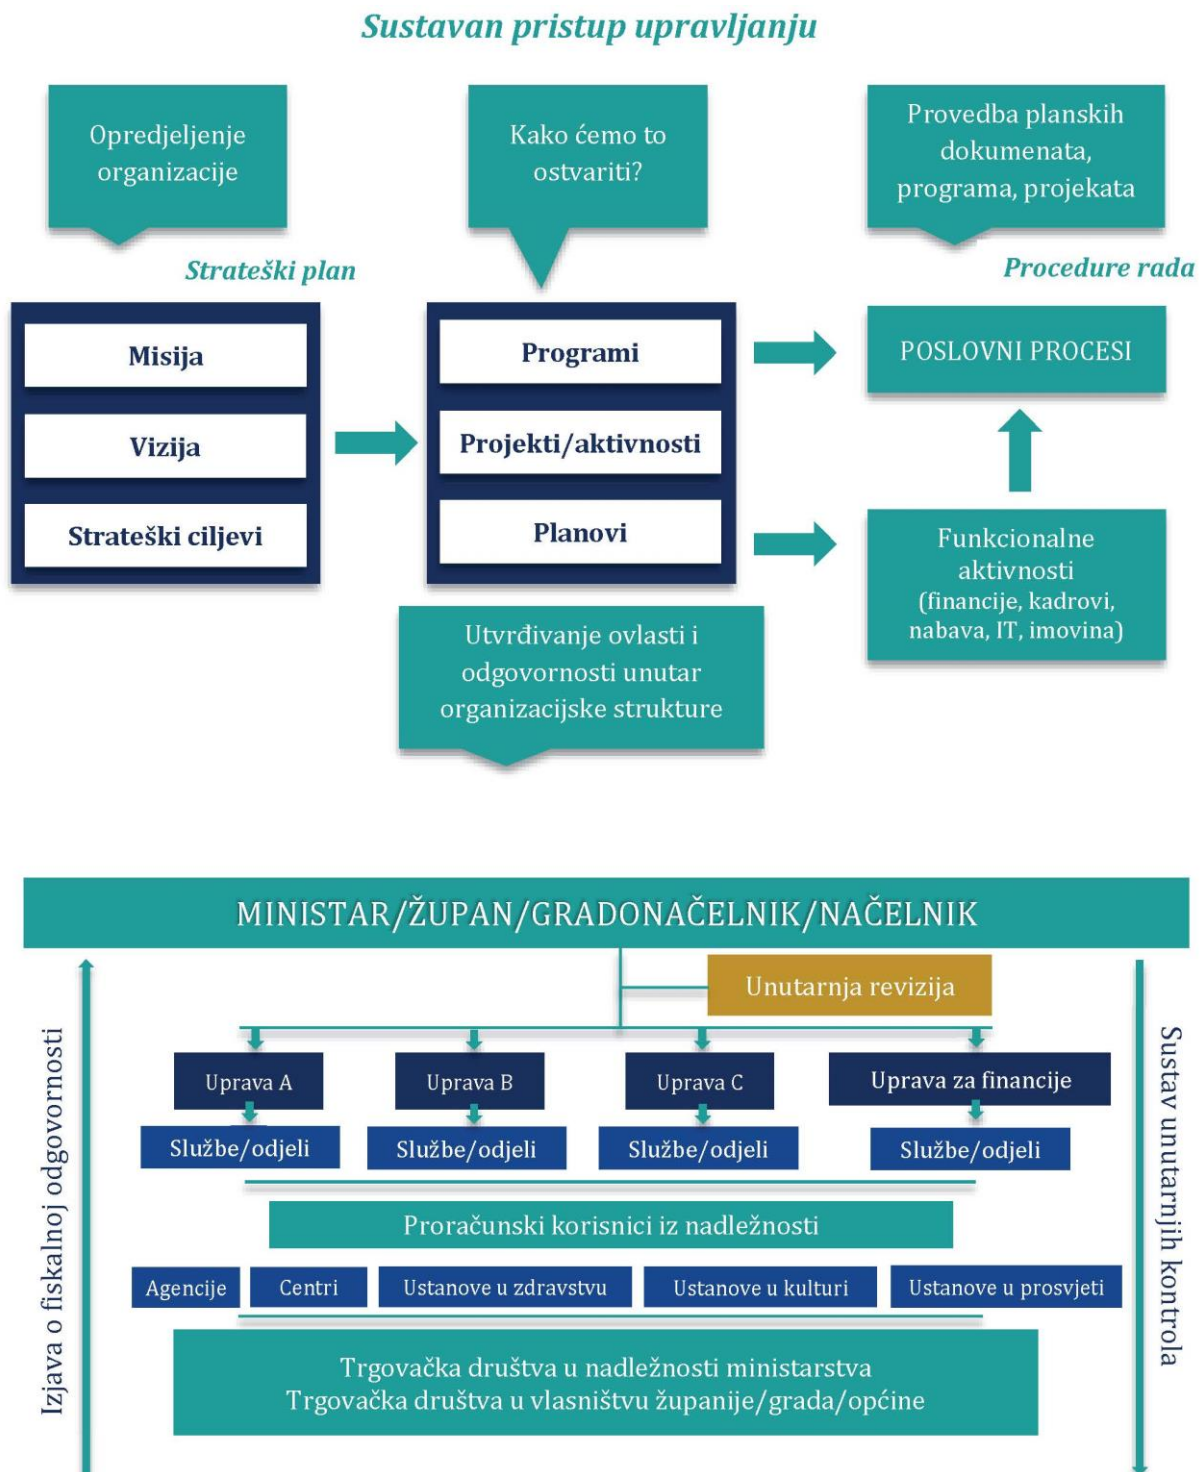 Sustavan pristup upravljanju
Opredjeljenje
organizacije
Kako ćemo to
ostvariti?
Provedba planskih
dokumenata,
programa, projekata
Strateški plan
Procedure rada
Misija
Vizija
Strateški ciljevi
Programi
Projekti/aktivnosti
Planovi
POSLOVNI PROCESI
Funkcionalne
aktivnosti
(financije, kadrovi,
nabava, IT, imovina)
Utvrđivanje ovlasti i
odgovornosti unutar
organizacijske strukture
MINISTAR/ŽUPAN/GRADONAČELNIK/NAČELNIK
Unutarnja revizija
Izjava o fiskalnoj odgovornosti
Sustav unutarnjih kontrola
Uprava A
Uprava B
Uprava C
Uprava za financije
Službe/odjeli
Službe/odjeli
Službe/odjeli
Službe/odjeli
Proračunski korisnici iz nadležnosti
Agencije
Centri
Ustanove u zdravstvu
Ustanove u kulturi
Ustanove u prosvjeti
Trgovačka društva u nadležnosti ministarstva
Trgovačka društva u vlasništvu županije/grada/općine